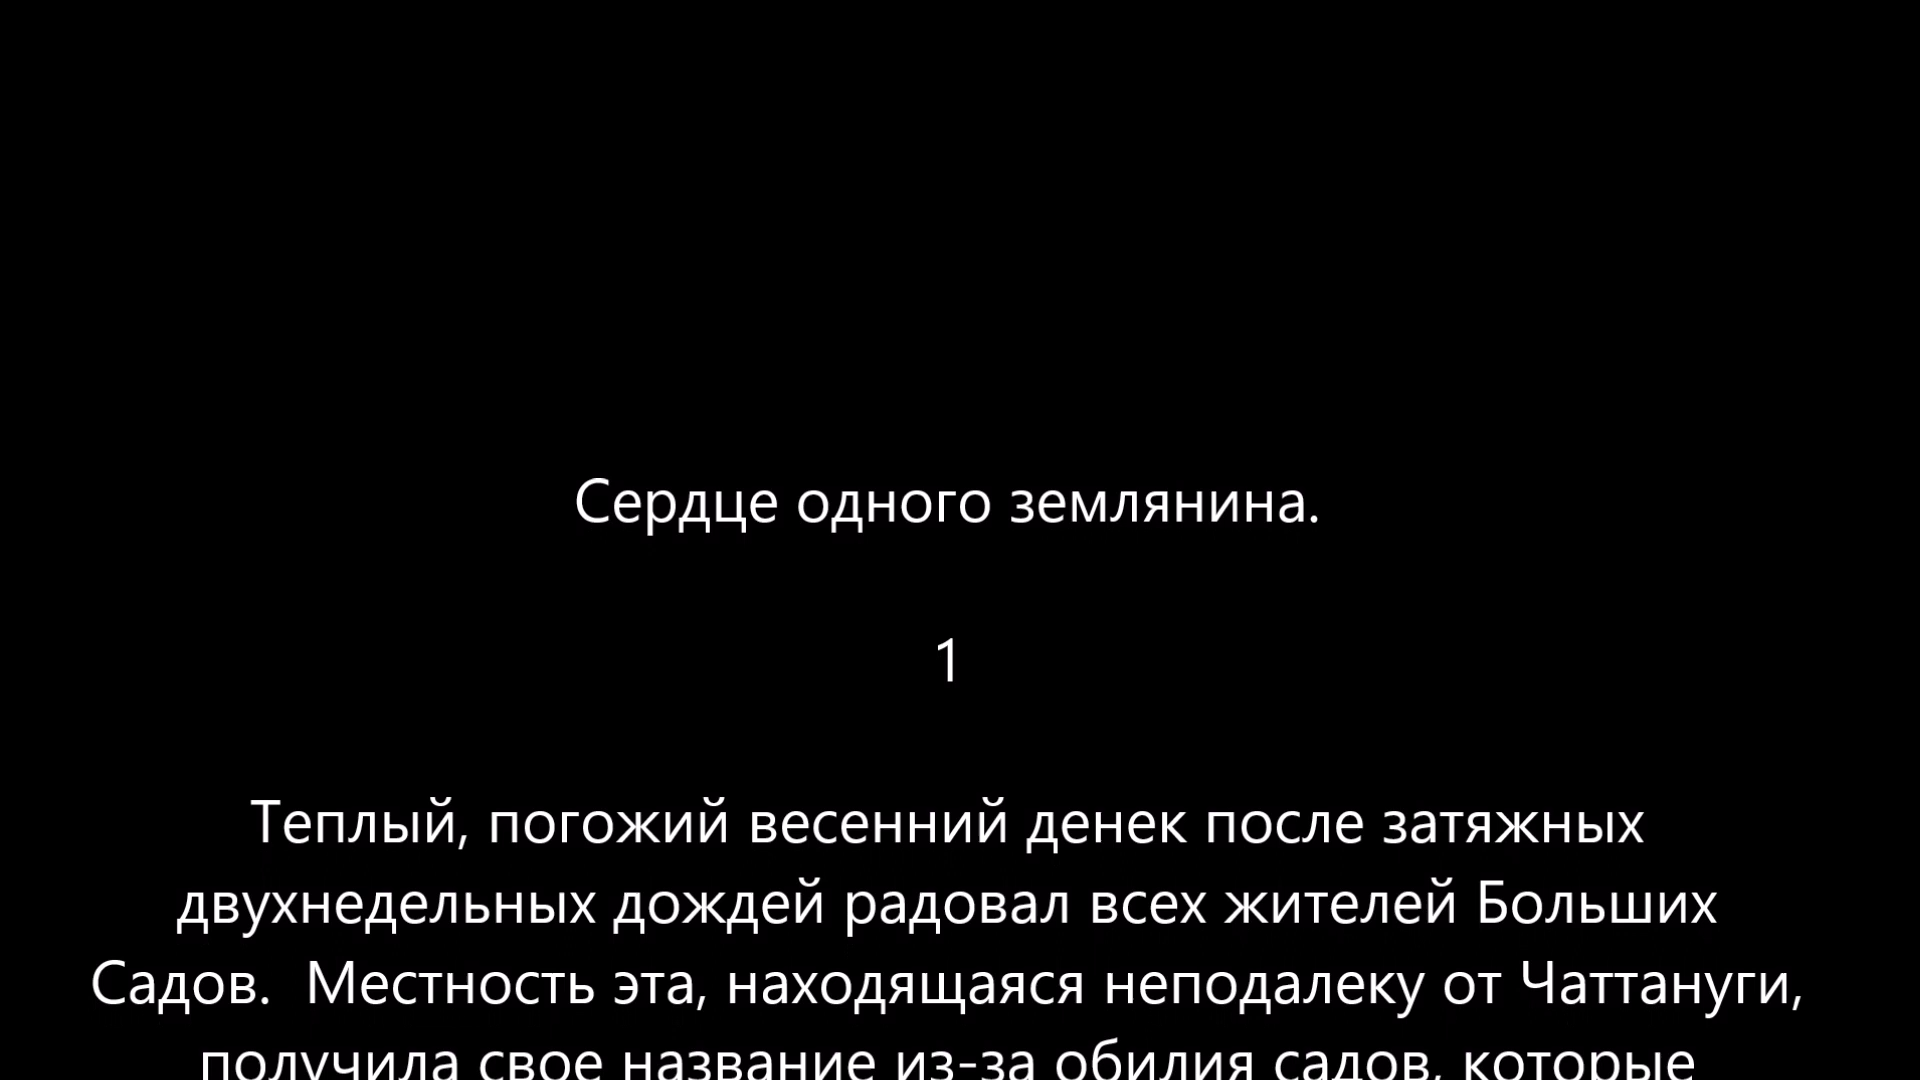 Сердце одного землянина.
1
Теплый, погожий весенний денек после затяжных
двухнедельных дождей радовал всех жителей Больших
Садов.  Местность эта, находящаяся неподалеку от Чаттануги,
получила свое название из-за обилия садов, которые